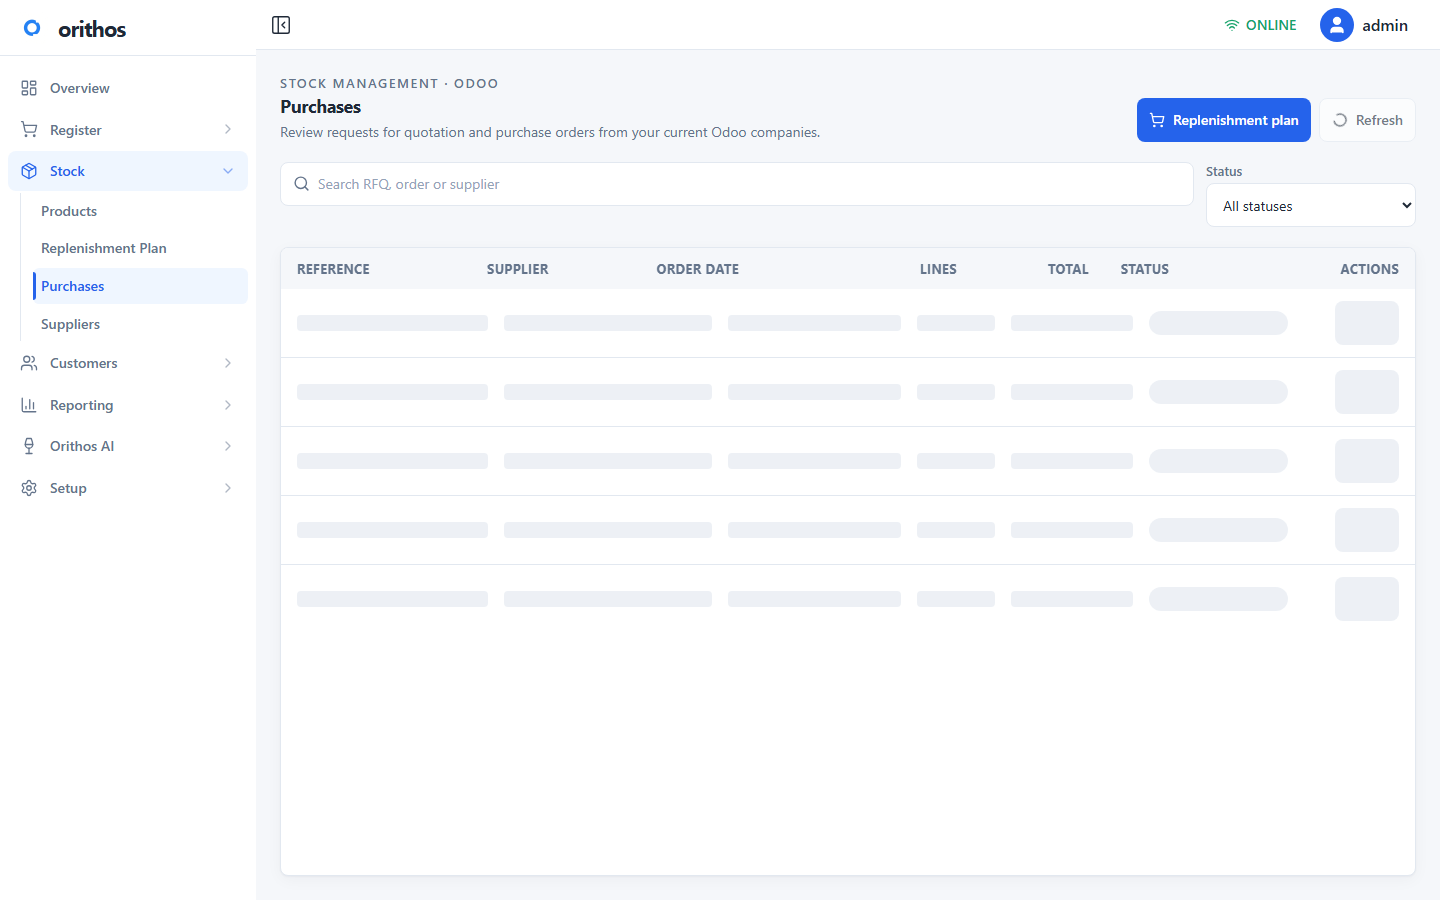 orithos
ONLINE
admin
Overview
Register
Stock
Products
Replenishment Plan
Purchases
Suppliers
Customers
Reporting
Orithos AI
Setup
STOCK MANAGEMENT · ODOO
Purchases
Review requests for quotation and purchase orders from your current Odoo companies.
Replenishment plan
Refresh
Search RFQ, order or supplier
Status
All statuses
REFERENCE SUPPLIER ORDER DATE LINES TOTAL STATUS ACTIONS